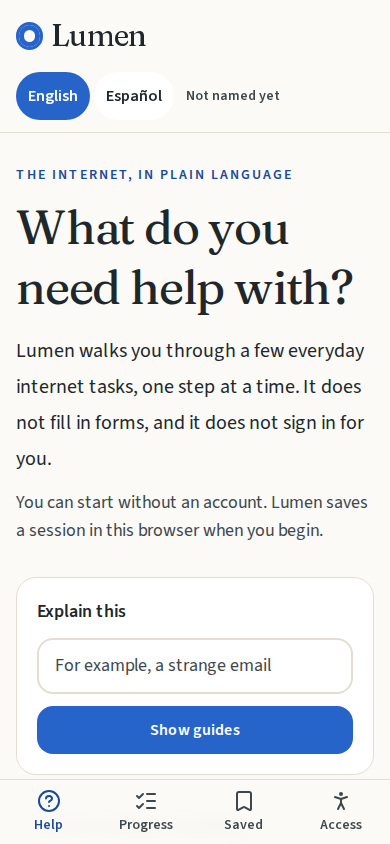 Lumen
English Español Not named yet
THE INTERNET, IN PLAIN LANGUAGE
What do you
need help with?
Lumen walks you through a few everyday
internet tasks, one step at a time. It does
not fill in forms, and it does not sign in for
you.
You can start without an account. Lumen saves
a session in this browser when you begin.
Explain this
For example, a strange email
Show guides
Help Progress Saved Access